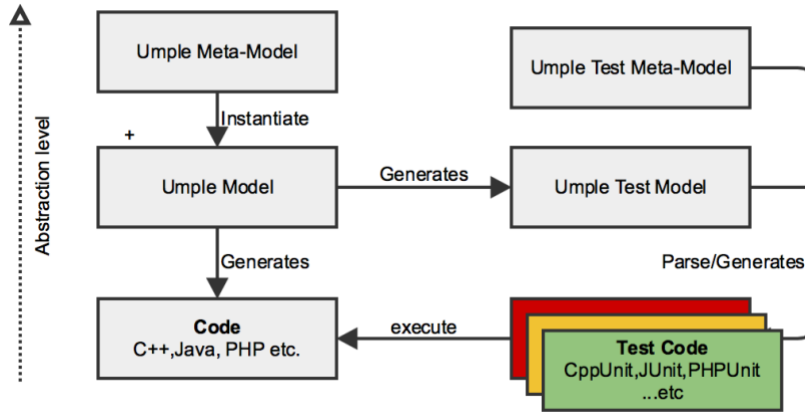 Umple Meta-Model
Umple Test Meta-Model
Instantiate
+
Abstraction level
Umple Model
Generates
Umple Test Model
Generates
Parse/Generates
Code
C++,Java, PHP etc.
execute
Test Code
CppUnit,JUnit,PHPUnit
...etc